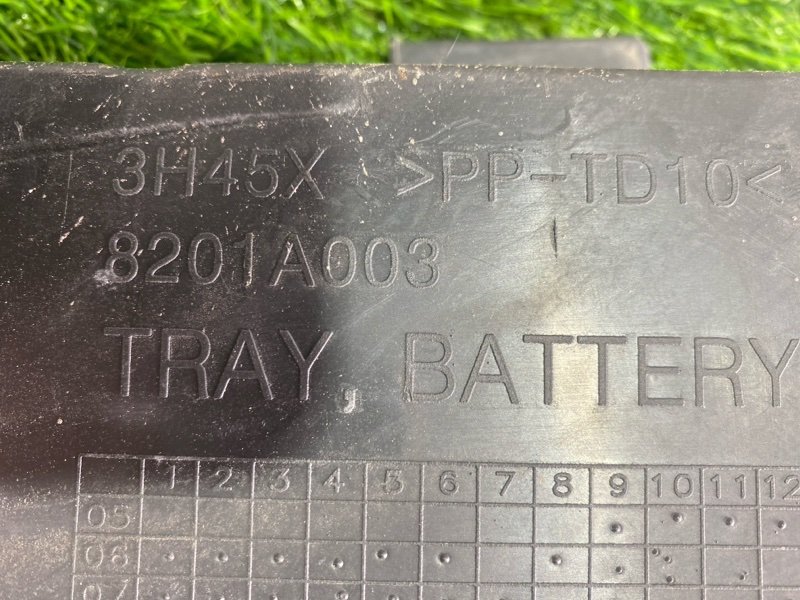 3H45X >PP-TD10<
8201A003
TRAY, BATTERY
1 2 3 4 5 6 7 8 9 10 11 12
05
06
07